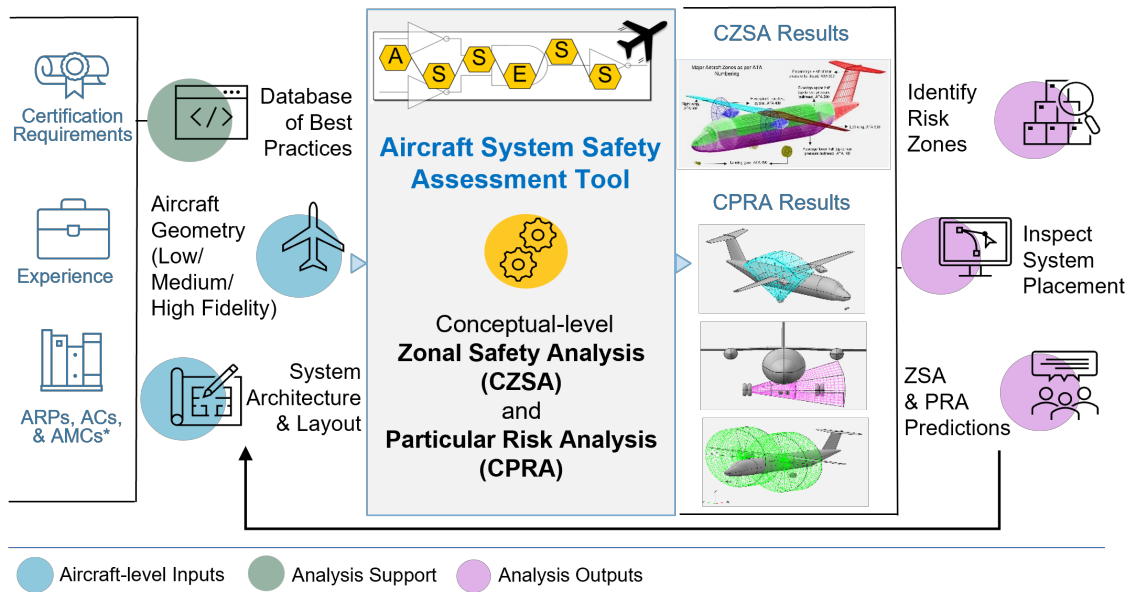 Certification
Requirements
Experience
ARPs, ACs,
& AMCs*
</>
Database
of Best
Practices
Aircraft
Geometry
(Low/
Medium/
High Fidelity)
System
Architecture
& Layout
A S S E S S
Aircraft System Safety
Assessment Tool
Conceptual-level
Zonal Safety Analysis
(CZSA)
and
Particular Risk Analysis
(CPRA)
CZSA Results
Major Aircraft Zones as per ATA
Numbering
CPRA Results
Identify
Risk
Zones
Inspect
System
Placement
ZSA
& PRA
Predictions
Aircraft-level Inputs
Analysis Support
Analysis Outputs